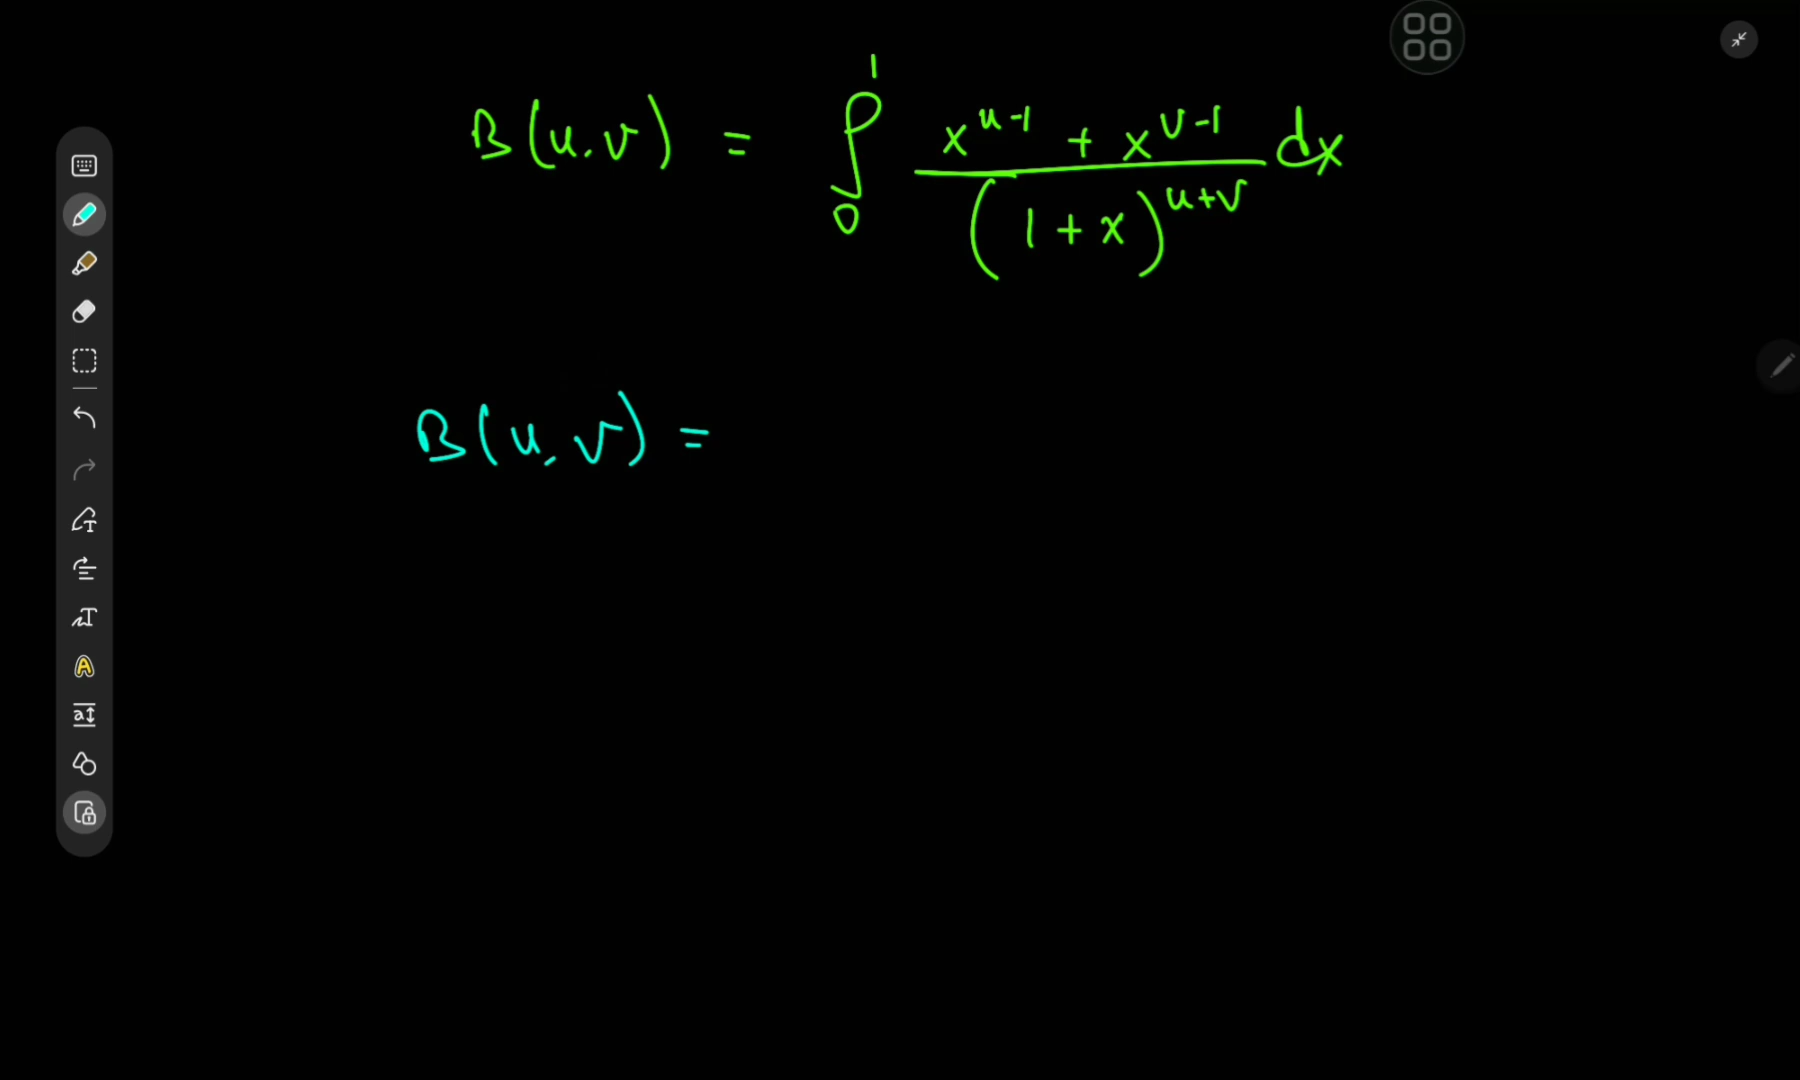 B(u,v) = ∫₀¹ (x^{u-1} + x^{v-1})/(1+x)^{u+v} dx
B(u,v) =